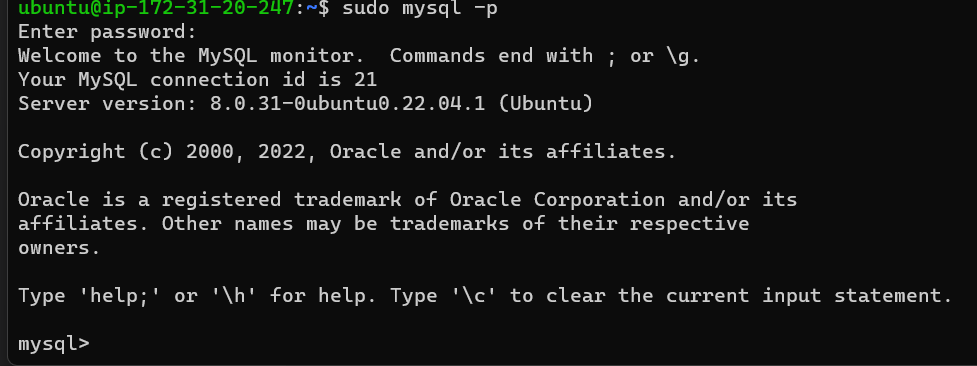 ubuntu@ip-172-31-20-247:~$ sudo mysql -p
Enter password:
Welcome to the MySQL monitor.  Commands end with ; or \g.
Your MySQL connection id is 21
Server version: 8.0.31-0ubuntu0.22.04.1 (Ubuntu)

Copyright (c) 2000, 2022, Oracle and/or its affiliates.

Oracle is a registered trademark of Oracle Corporation and/or its
affiliates. Other names may be trademarks of their respective
owners.

Type 'help;' or '\h' for help. Type '\c' to clear the current input statement.

mysql>